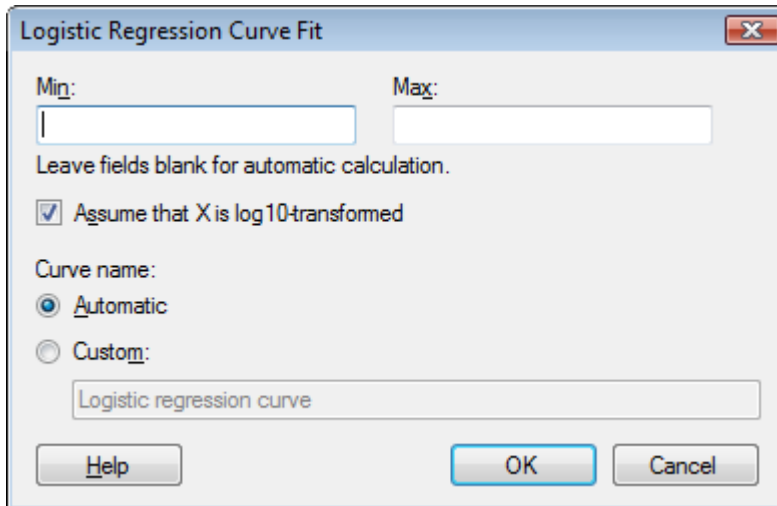 Logistic Regression Curve Fit
Min: Max:
Leave fields blank for automatic calculation.
Assume that X is log10-transformed
Curve name:
Automatic
Custom:
Logistic regression curve
Help OK Cancel